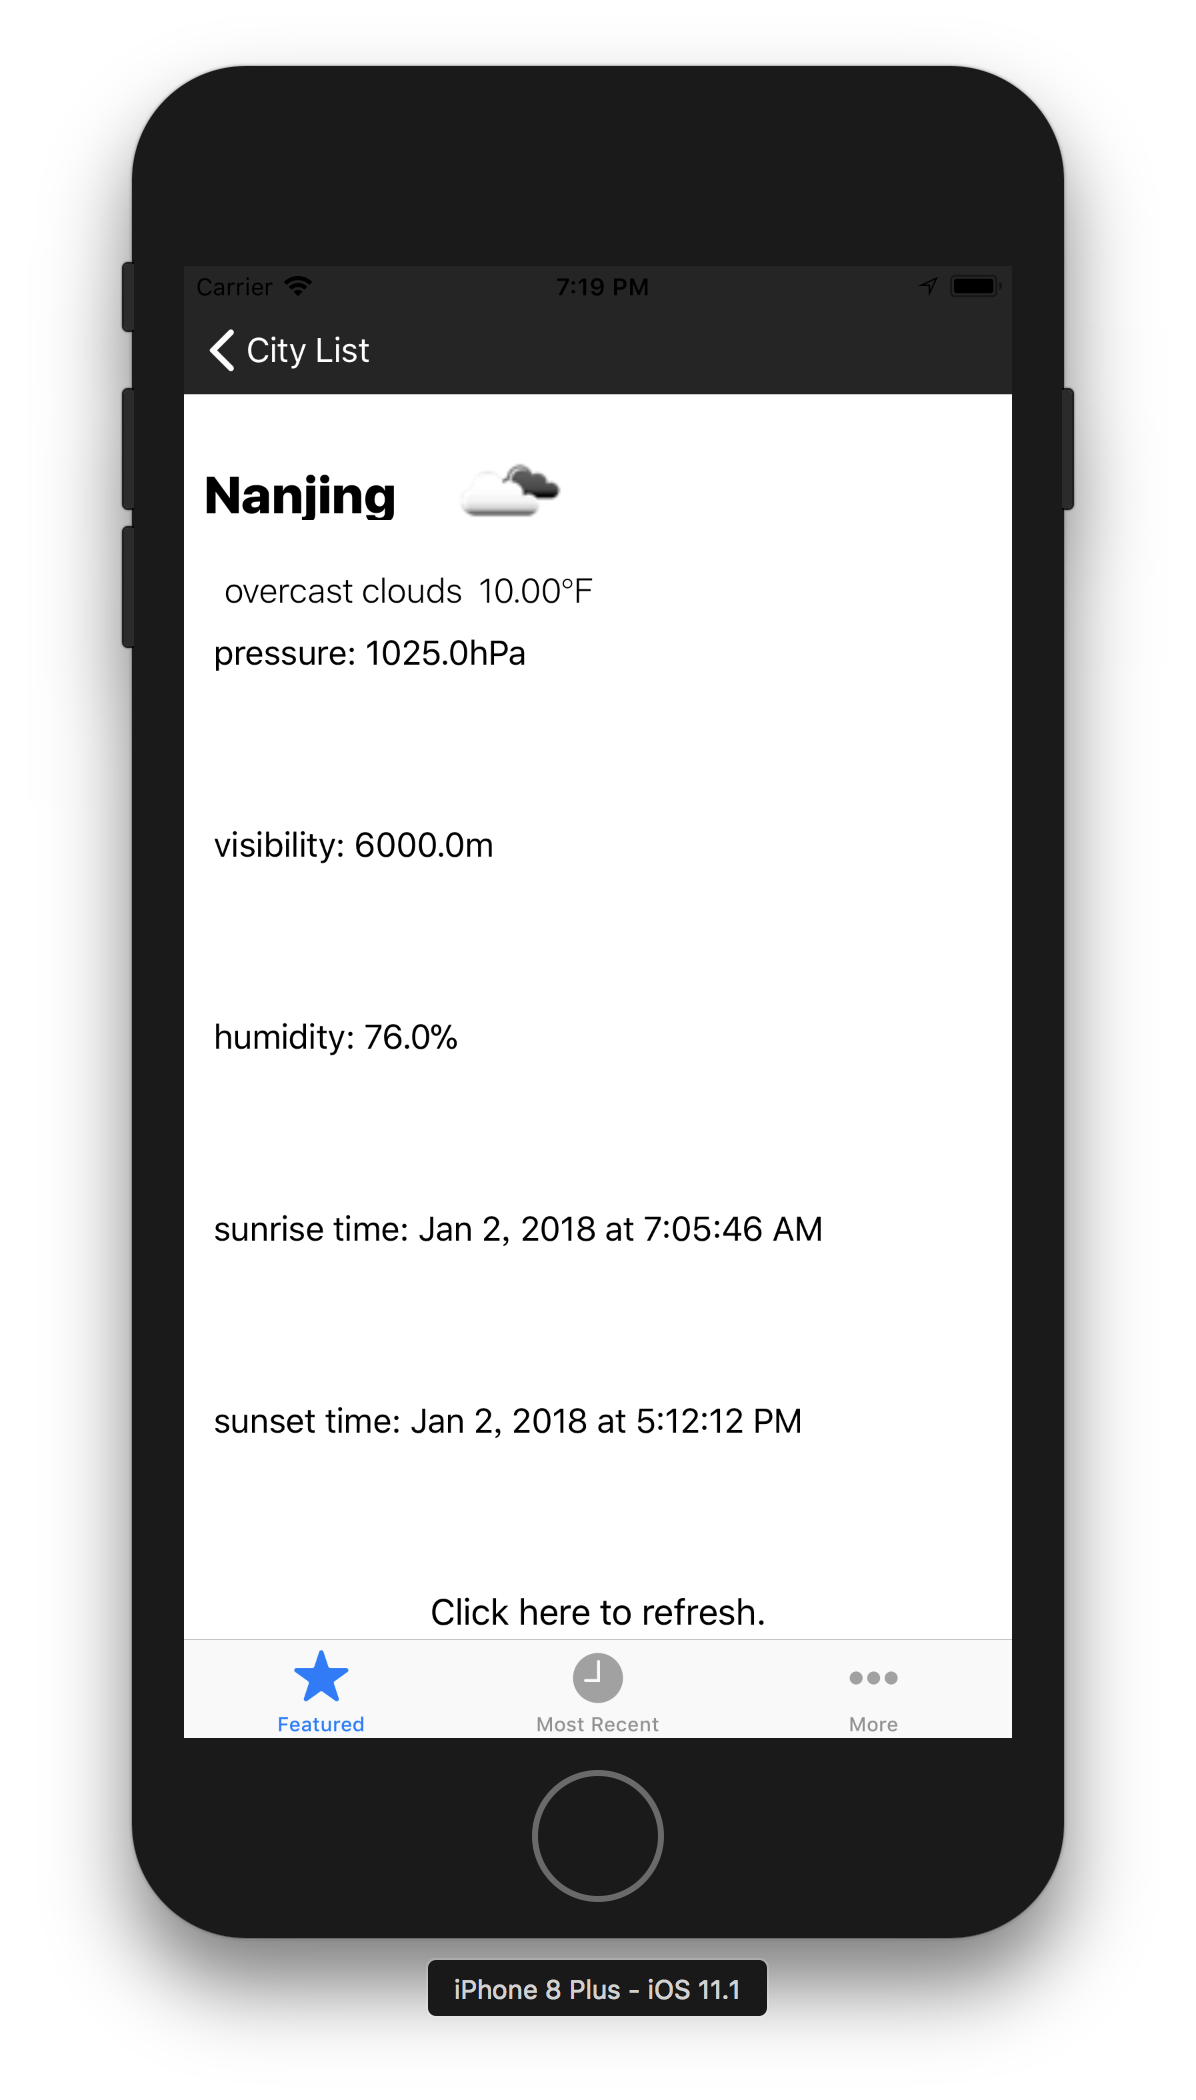 Carrier 7:19 PM
City List
Nanjing
overcast clouds 10.00°F
pressure: 1025.0hPa
visibility: 6000.0m
humidity: 76.0%
sunrise time: Jan 2, 2018 at 7:05:46 AM
sunset time: Jan 2, 2018 at 5:12:12 PM
Click here to refresh.
Featured Most Recent More
iPhone 8 Plus - iOS 11.1